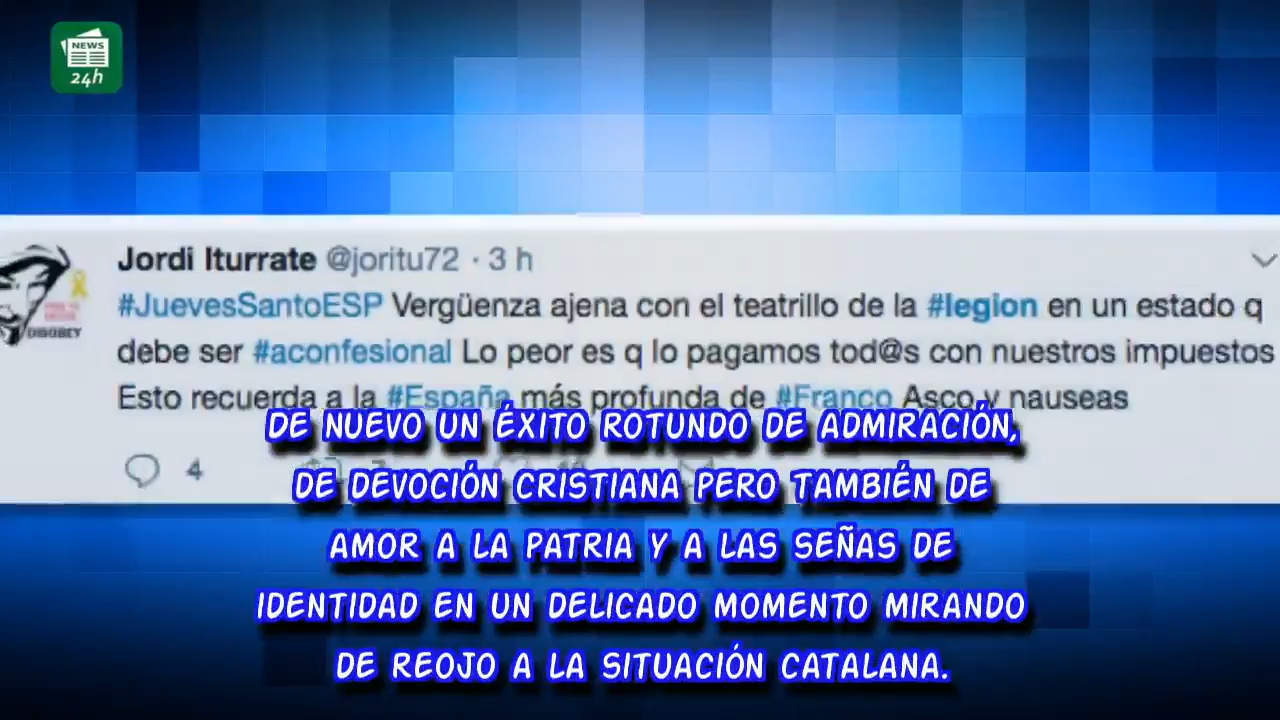 NEWS
24h
Jordi Iturrate @joritu72 · 3 h
#JuevesSantoESP Vergüenza ajena con el teatrillo de la #legion en un estado q
debe ser #aconfesional Lo peor es q lo pagamos tod@s con nuestros impuestos
Esto recuerda a la #España más profunda de #Franco Asco y nauseas
DISOBEY
4
DE NUEVO UN ÉXITO ROTUNDO DE ADMIRACIÓN,
DE DEVOCIÓN CRISTIANA PERO TAMBIÉN DE
AMOR A LA PATRIA Y A LAS SEÑAS DE
IDENTIDAD EN UN DELICADO MOMENTO MIRANDO
DE REOJO A LA SITUACIÓN CATALANA.